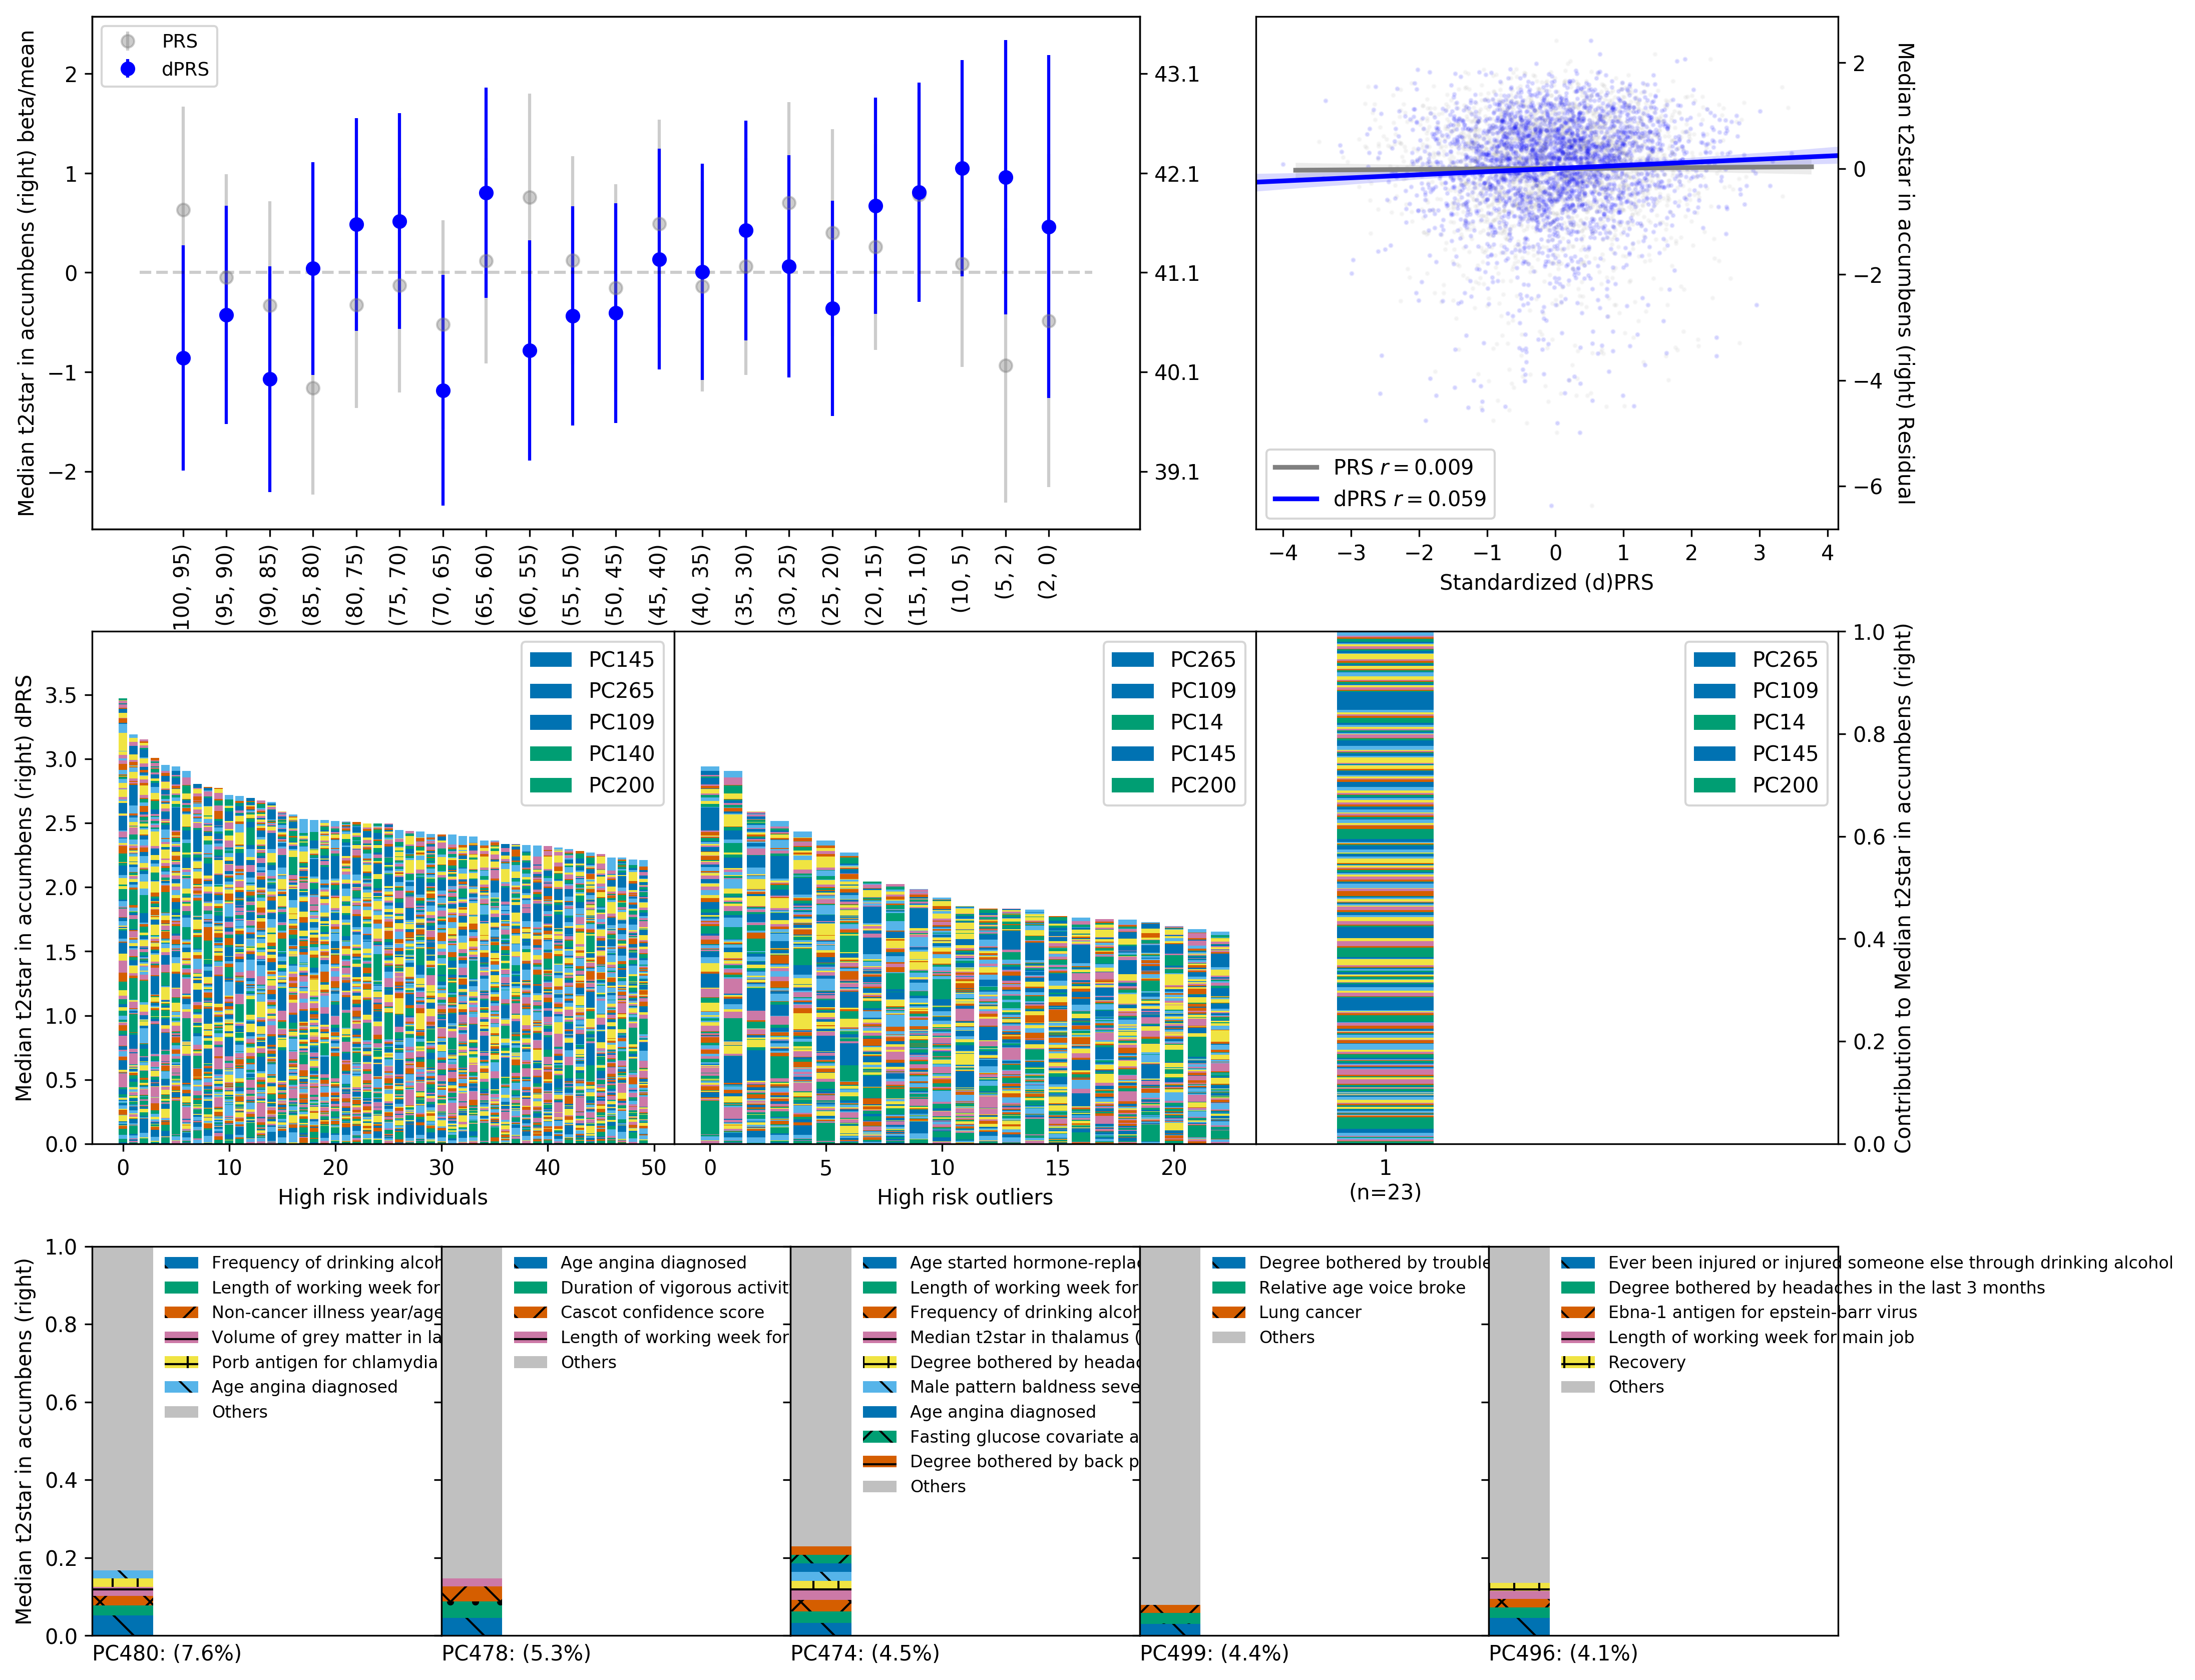 Median t2star in accumbens (right) beta/mean
PRS
dPRS
2
1
0
−1
−2
43.1
42.1
41.1
40.1
39.1
100, 95)
(95, 90)
(90, 85)
(85, 80)
(80, 75)
(75, 70)
(70, 65)
(65, 60)
(60, 55)
(55, 50)
(50, 45)
(45, 40)
(40, 35)
(35, 30)
(30, 25)
(25, 20)
(20, 15)
(15, 10)
(10, 5)
(5, 2)
(2, 0)
PRS r = 0.009
dPRS r = 0.059
2
0
−2
−4
−6
Median t2star in accumbens (right) Residual
−4 −3 −2 −1 0 1 2 3 4
Standardized (d)PRS
Median t2star in accumbens (right) dPRS
3.5
3.0
2.5
2.0
1.5
1.0
0.5
0.0
PC145
PC265
PC109
PC140
PC200
0 10 20 30 40 50
High risk individuals
PC265
PC109
PC14
PC145
PC200
0 5 10 15 20
High risk outliers
PC265
PC109
PC14
PC145
PC200
1
(n=23)
1.0
0.8
0.6
0.4
0.2
0.0
Contribution to Median t2star in accumbens (right)
Median t2star in accumbens (right)
1.0
0.8
0.6
0.4
0.2
0.0
Frequency of drinking alcoh
Length of working week for
Non-cancer illness year/age
Volume of grey matter in la
Porb antigen for chlamydia
Age angina diagnosed
Others
PC480: (7.6%)
Age angina diagnosed
Duration of vigorous activit
Cascot confidence score
Length of working week for
Others
PC478: (5.3%)
Age started hormone-replac
Length of working week for
Frequency of drinking alcoh
Median t2star in thalamus (
Degree bothered by headac
Male pattern baldness seve
Age angina diagnosed
Fasting glucose covariate a
Degree bothered by back p
Others
PC474: (4.5%)
Degree bothered by trouble
Relative age voice broke
Lung cancer
Others
PC499: (4.4%)
Ever been injured or injured someone else through drinking alcohol
Degree bothered by headaches in the last 3 months
Ebna-1 antigen for epstein-barr virus
Length of working week for main job
Recovery
Others
PC496: (4.1%)